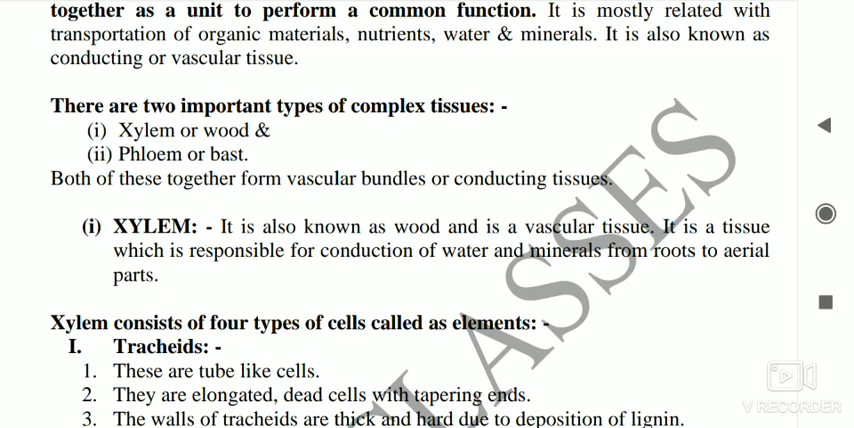 together as a unit to perform a common function. It is mostly related with
transportation of organic materials, nutrients, water & minerals. It is also known as
conducting or vascular tissue.
There are two important types of complex tissues: -
(i) Xylem or wood &
(ii) Phloem or bast.
Both of these together form vascular bundles or conducting tissues.
(i) XYLEM: - It is also known as wood and is a vascular tissue. It is a tissue
which is responsible for conduction of water and minerals from roots to aerial
parts.
Xylem consists of four types of cells called as elements: -
I. Tracheids: -
1. These are tube like cells.
2. They are elongated, dead cells with tapering ends.
3. The walls of tracheids are thick and hard due to deposition of lignin.
CLASSES
V RECORDER